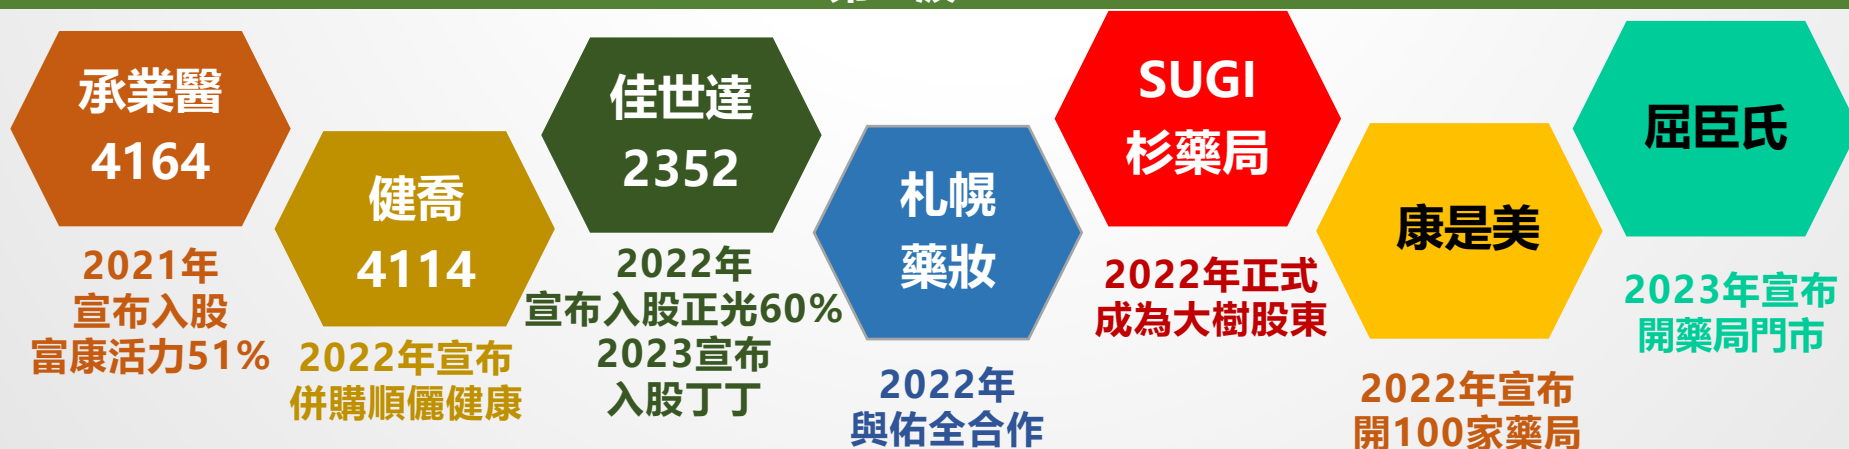 承業醫
4164
2021年
宣布入股
富康活力51%
健喬
4114
2022年宣布
併購順儷健康
佳世達
2352
2022年
宣布入股正光60%
2023宣布
入股丁丁
札幌
藥妝
2022年
與佑全合作
SUGI
杉藥局
2022年正式
成為大樹股東
康是美
2022年宣布
開100家藥局
屈臣氏
2023年宣布
開藥局門市